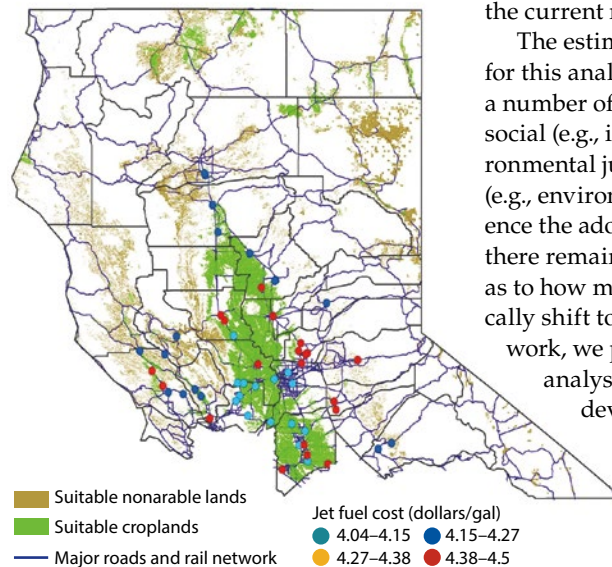 the current r
The estim
for this analy
a number of
social (e.g., i
ronmental ju
(e.g., environ
ence the ado
there remain
as to how m
cally shift to
work, we p
analys
dev
Suitable nonarable lands
Suitable croplands
Major roads and rail network
Jet fuel cost (dollars/gal)
4.04–4.15
4.15–4.27
4.27–4.38
4.38–4.5